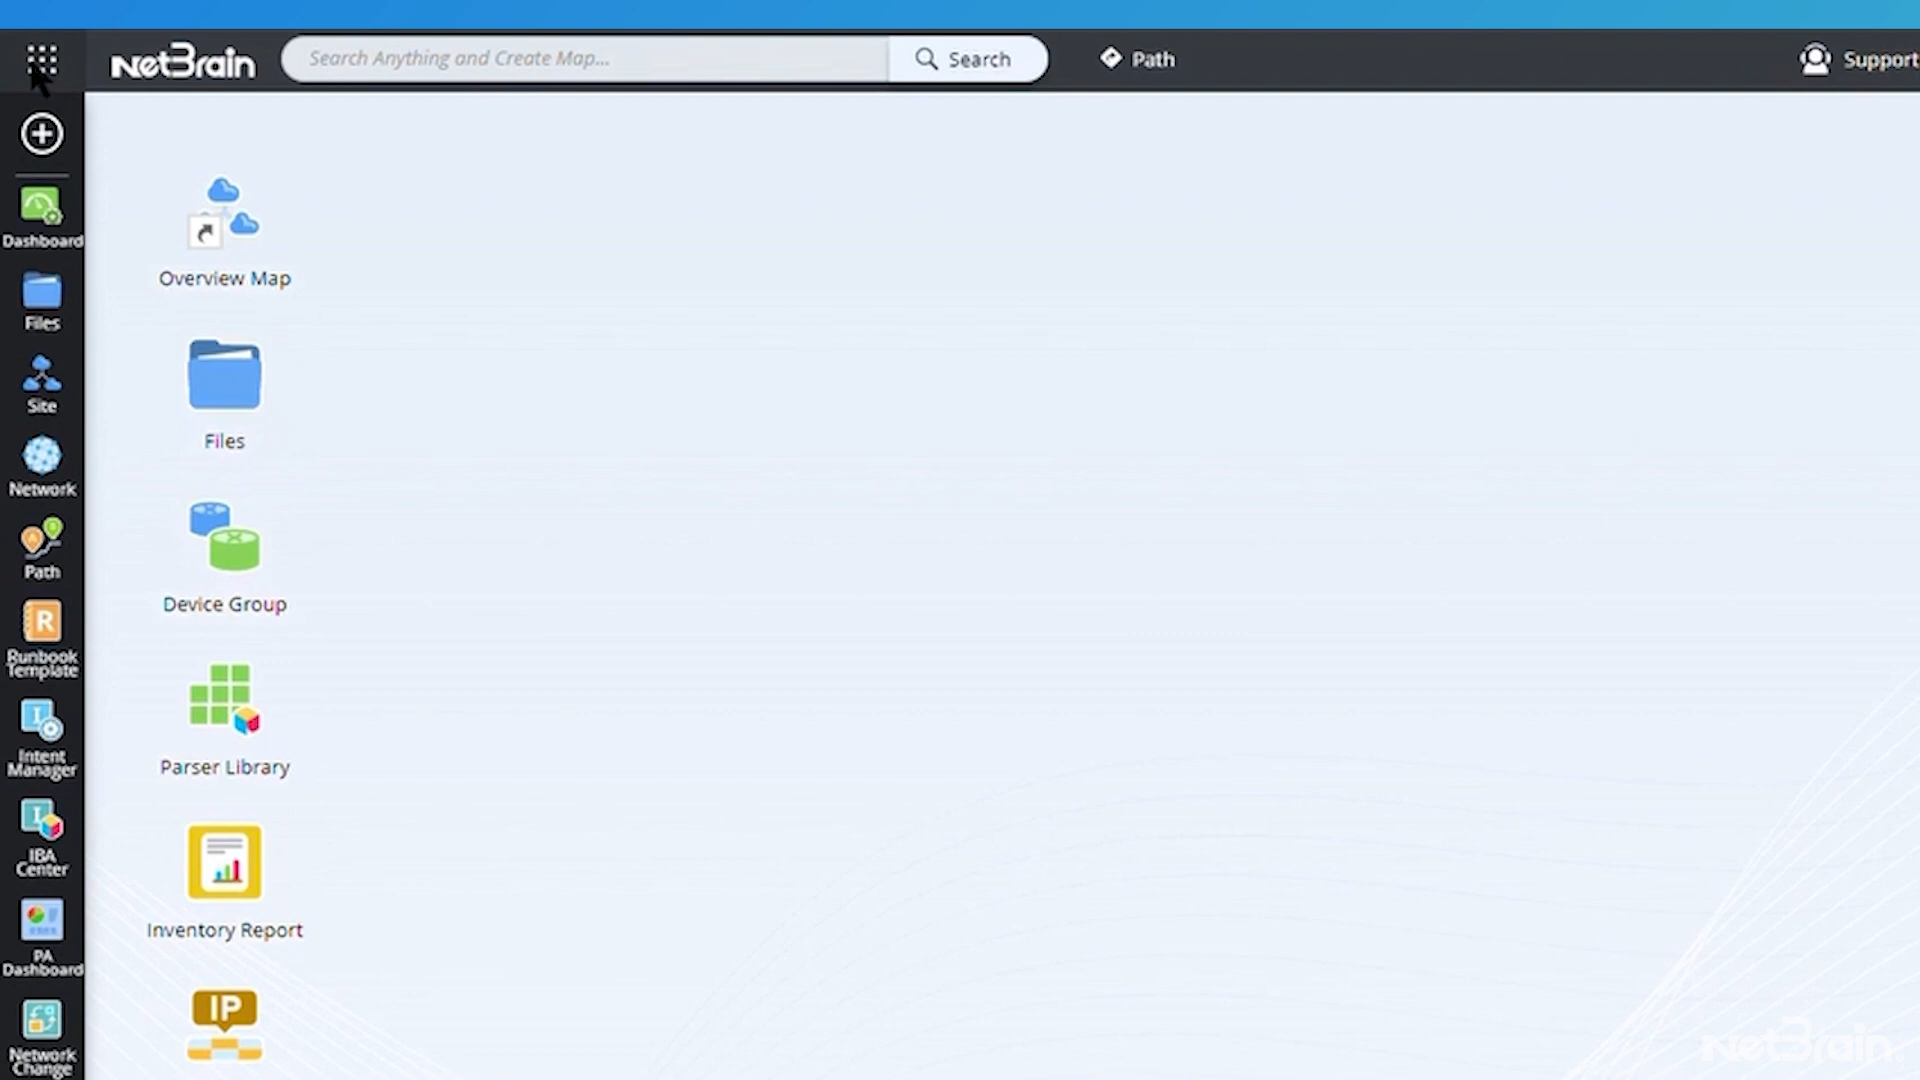 NetBrain
Search Anything and Create Map...
Search
Path
Support
Dashboard
Files
Site
Network
Path
R
Runbook
Template
I
Intent
Manager
I
IBA
Center
PA
Dashboard
Network
Change
Overview Map
Files
Device Group
Parser Library
Inventory Report
IP
NetBrain